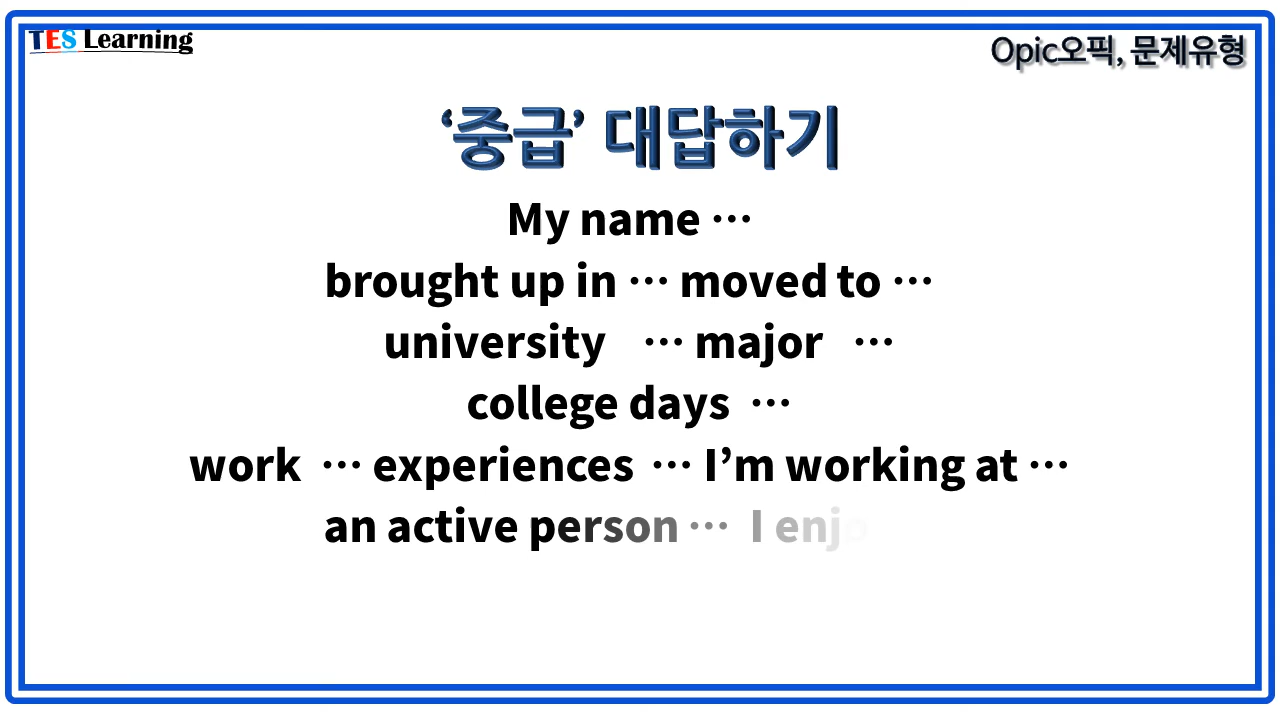 TES Learning
Opic오픽, 문제유형
‘중급’ 대답하기
My name …
brought up in … moved to …
university … major …
college days …
work … experiences … I’m working at …
an active person … I enjo